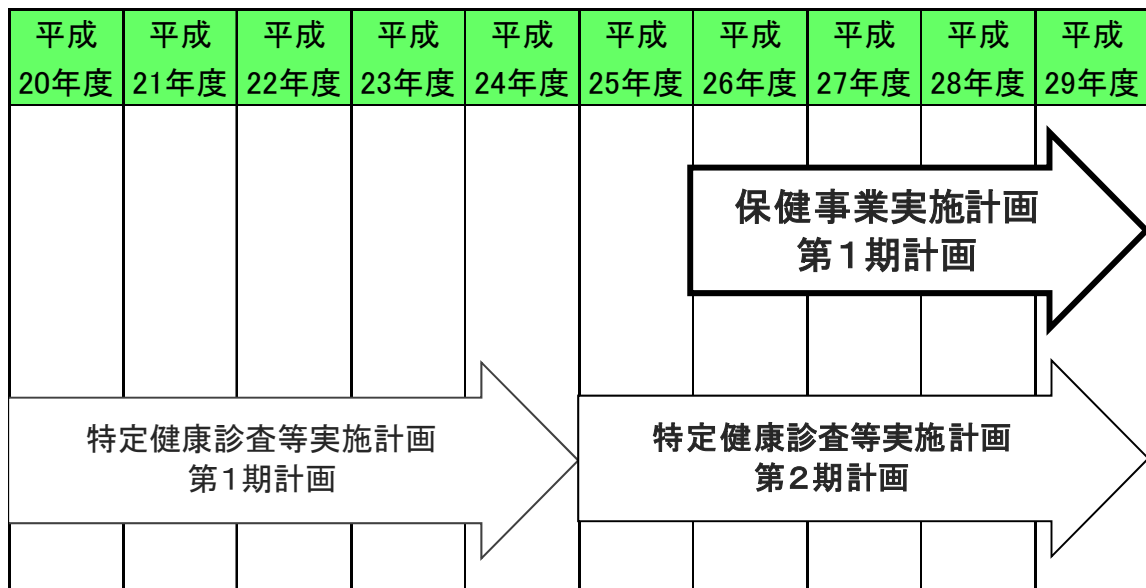 平成 平成 平成 平成 平成 平成 平成 平成 平成 平成
20年度 21年度 22年度 23年度 24年度 25年度 26年度 27年度 28年度 29年度
保健事業実施計画
第１期計画
特定健康診査等実施計画
第１期計画
特定健康診査等実施計画
第２期計画